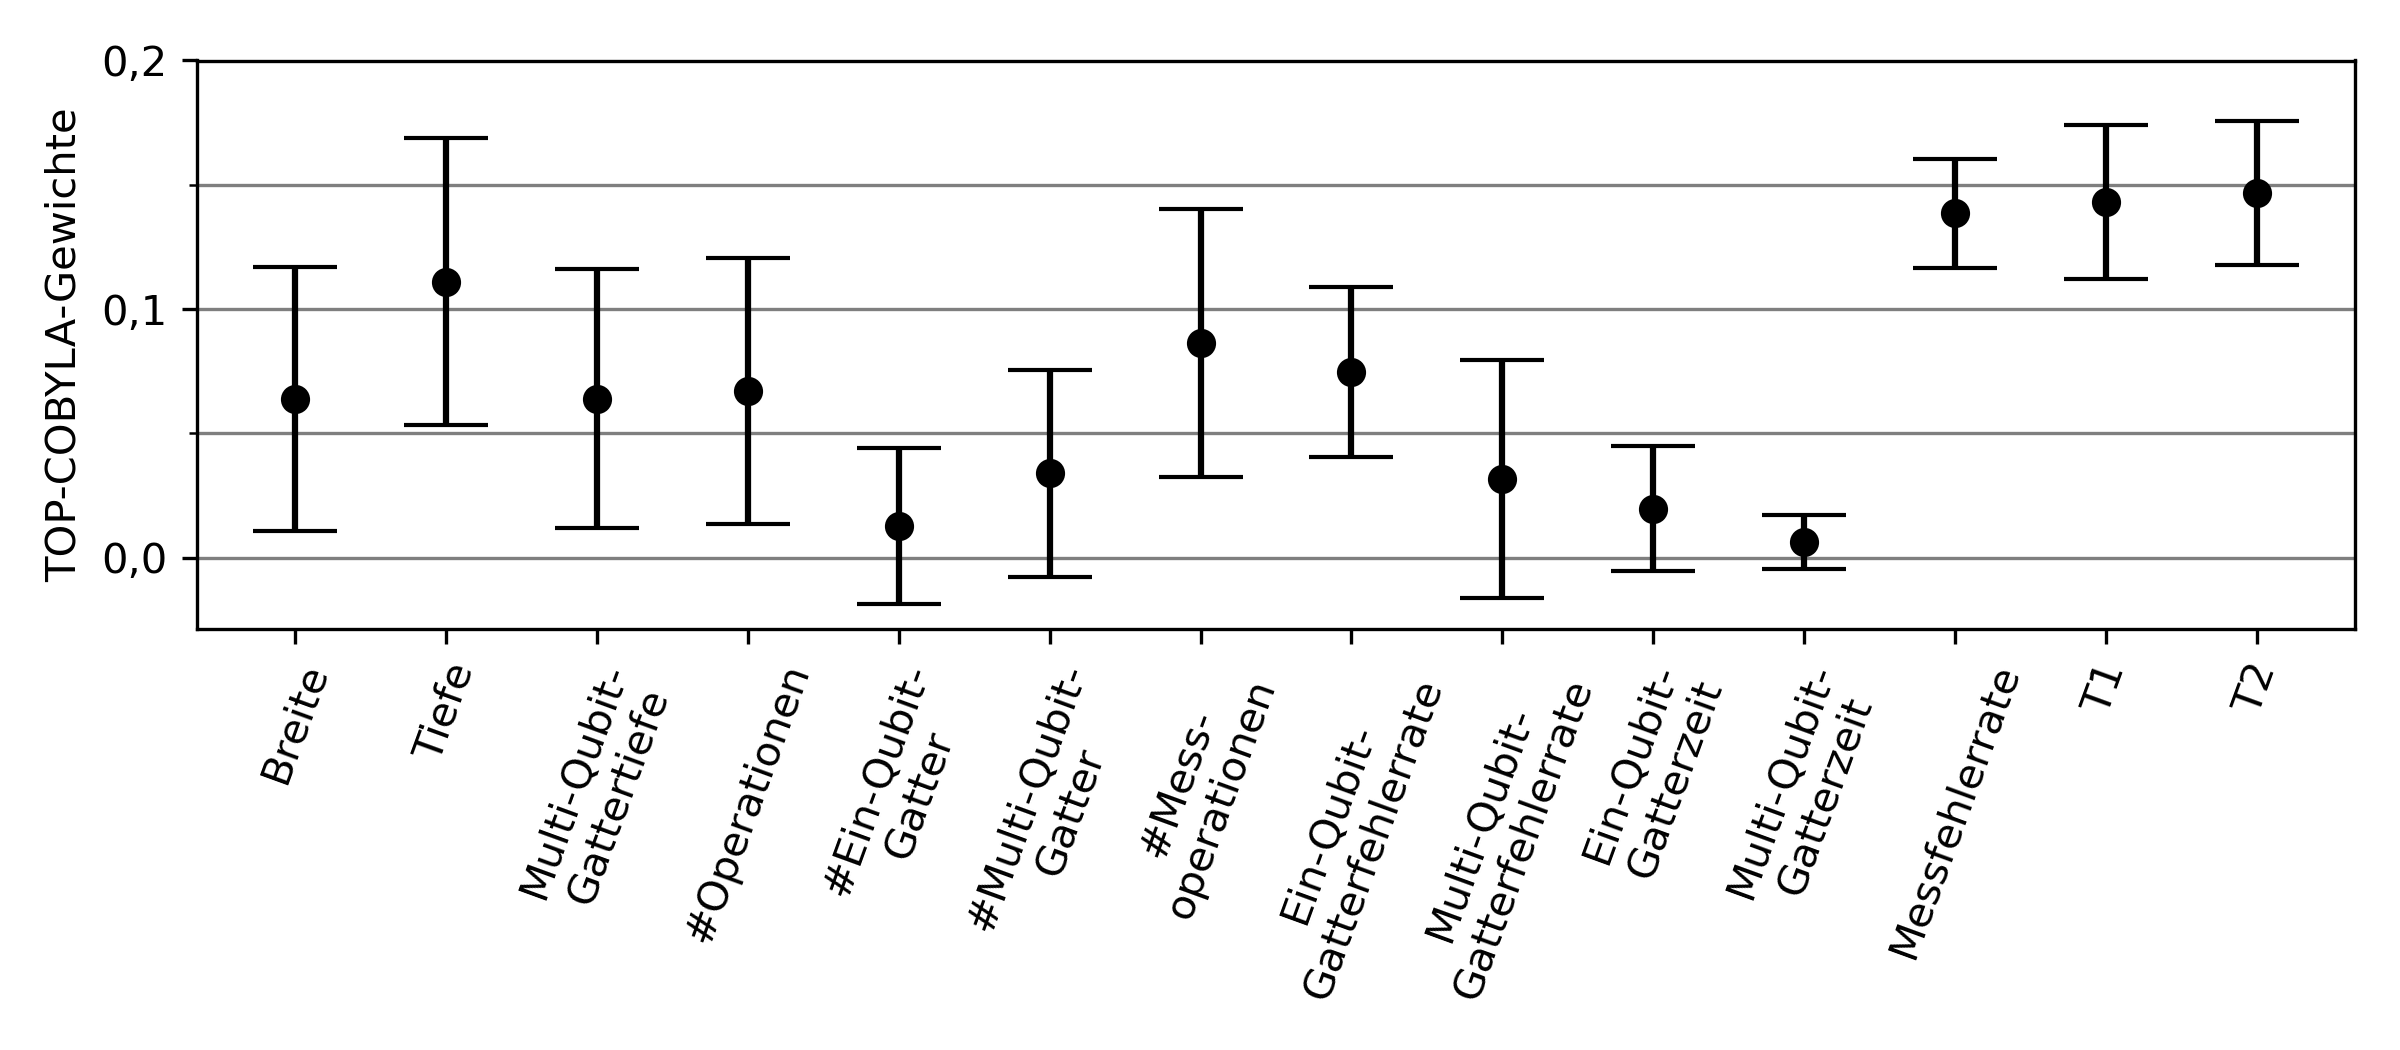 TOP-COBYLA-Gewichte
0,2
0,1
0,0
Breite
Tiefe
Multi-Qubit-
Gattertiefe
#Operationen
#Ein-Qubit-
Gatter
#Multi-Qubit-
Gatter
#Mess-
operationen
Ein-Qubit-
Gatterfehlerrate
Multi-Qubit-
Gatterfehlerrate
Ein-Qubit-
Gatterzeit
Multi-Qubit-
Gatterzeit
Messfehlerrate
T1
T2